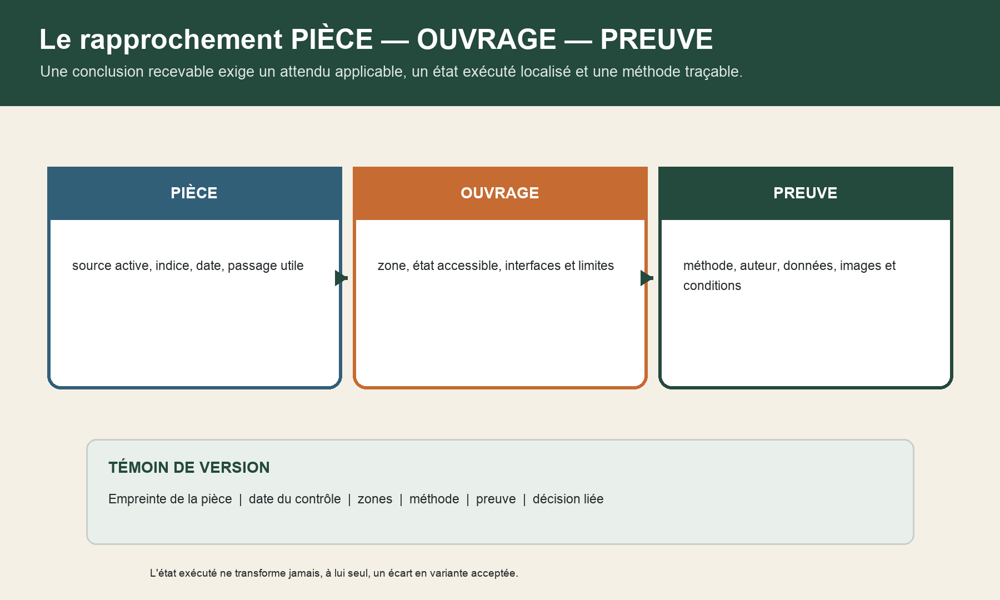 Le rapprochement PIÈCE — OUVRAGE — PREUVE
Une conclusion recevable exige un attendu applicable, un état exécuté localisé et une méthode traçable.
PIÈCE
source active, indice, date, passage utile
OUVRAGE
zone, état accessible, interfaces et limites
PREUVE
méthode, auteur, données, images et
conditions
TÉMOIN DE VERSION
Empreinte de la pièce | date du contrôle | zones | méthode | preuve | décision liée
L'état exécuté ne transforme jamais, à lui seul, un écart en variante acceptée.